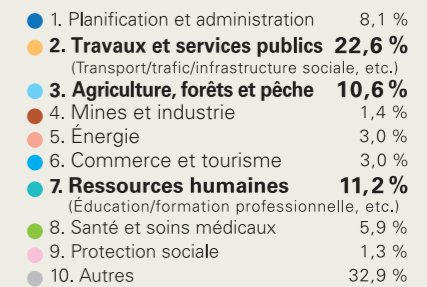 1. Planification et administration 8,1 %
2. Travaux et services publics 22,6 %
(Transport/trafic/infrastructure sociale, etc.)
3. Agriculture, forêts et pêche 10,6 %
4. Mines et industrie 1,4 %
5. Énergie 3,0 %
6. Commerce et tourisme 3,0 %
7. Ressources humaines 11,2 %
(Éducation/formation professionnelle, etc.)
8. Santé et soins médicaux 5,9 %
9. Protection sociale 1,3 %
10. Autres 32,9 %